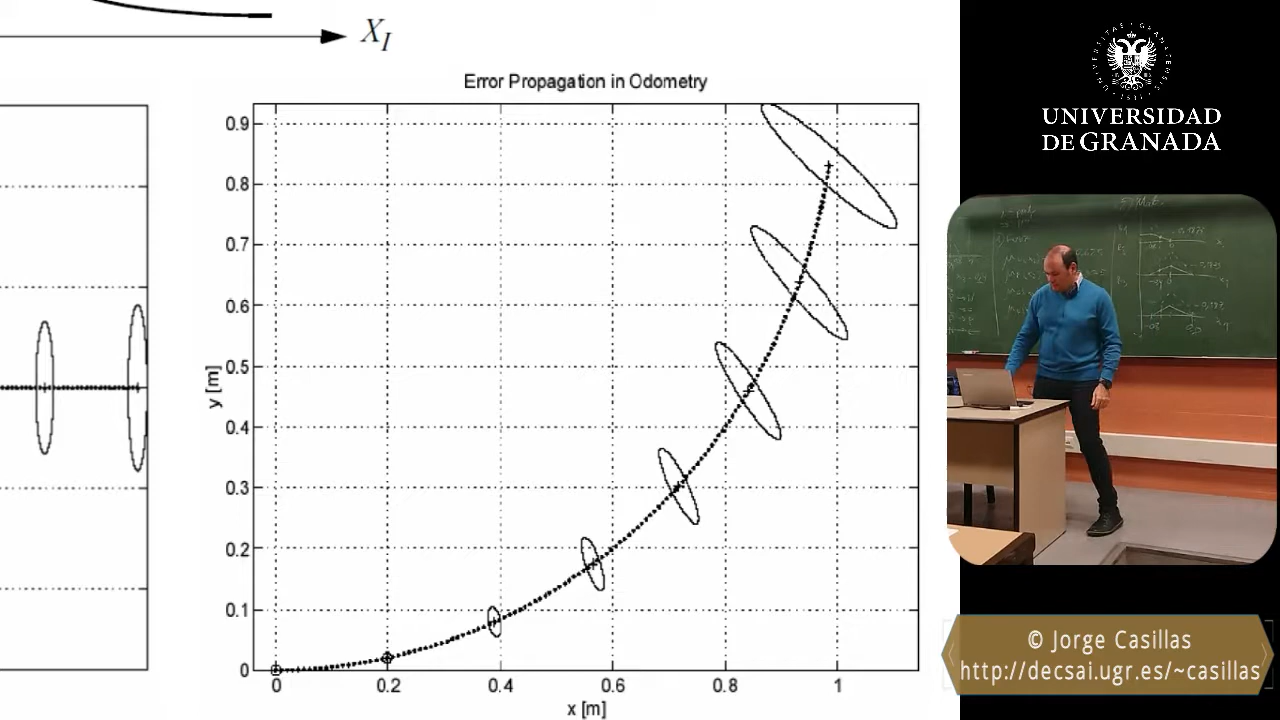 X_I
Error Propagation in Odometry
0.9
0.8
0.7
0.6
0.5
0.4
0.3
0.2
0.1
0
y [m]
0 0.2 0.4 0.6 0.8 1
x [m]
UNIVERSIDAD
DE GRANADA
© Jorge Casillas
http://decsai.ugr.es/~casillas